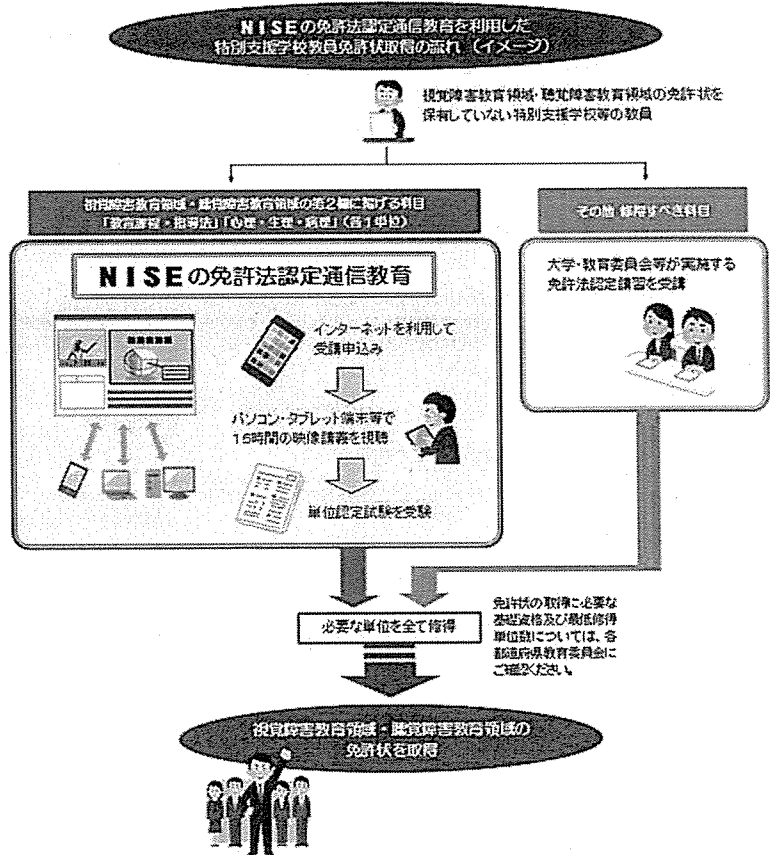 NISEの免許法認定通信教育を利用した
特別支援学校教員免許状取得の流れ(イメージ)
視覚障害教育領域・聴覚障害教育領域の免許状を
保有していない特別支援学校等の教員
視覚障害教育領域・聴覚障害教育領域の第2欄に掲げる科目
「教育課程・指導法」「心理・生理・病理」(各1単位)
NISEの免許法認定通信教育
インターネットを利用して
受講申込み
パソコン・タブレット端末等で
15時間の映像講義を視聴
単位認定試験を受験
その他 修得すべき科目
大学・教育委員会等が実施する
免許法認定講習を受講
必要な単位を全て修得
免許状の取得に必要な
基礎資格及び最低修得
単位数については、各
都道府県教育委員会に
ご確認ください。
視覚障害教育領域・聴覚障害教育領域の
免許状を取得